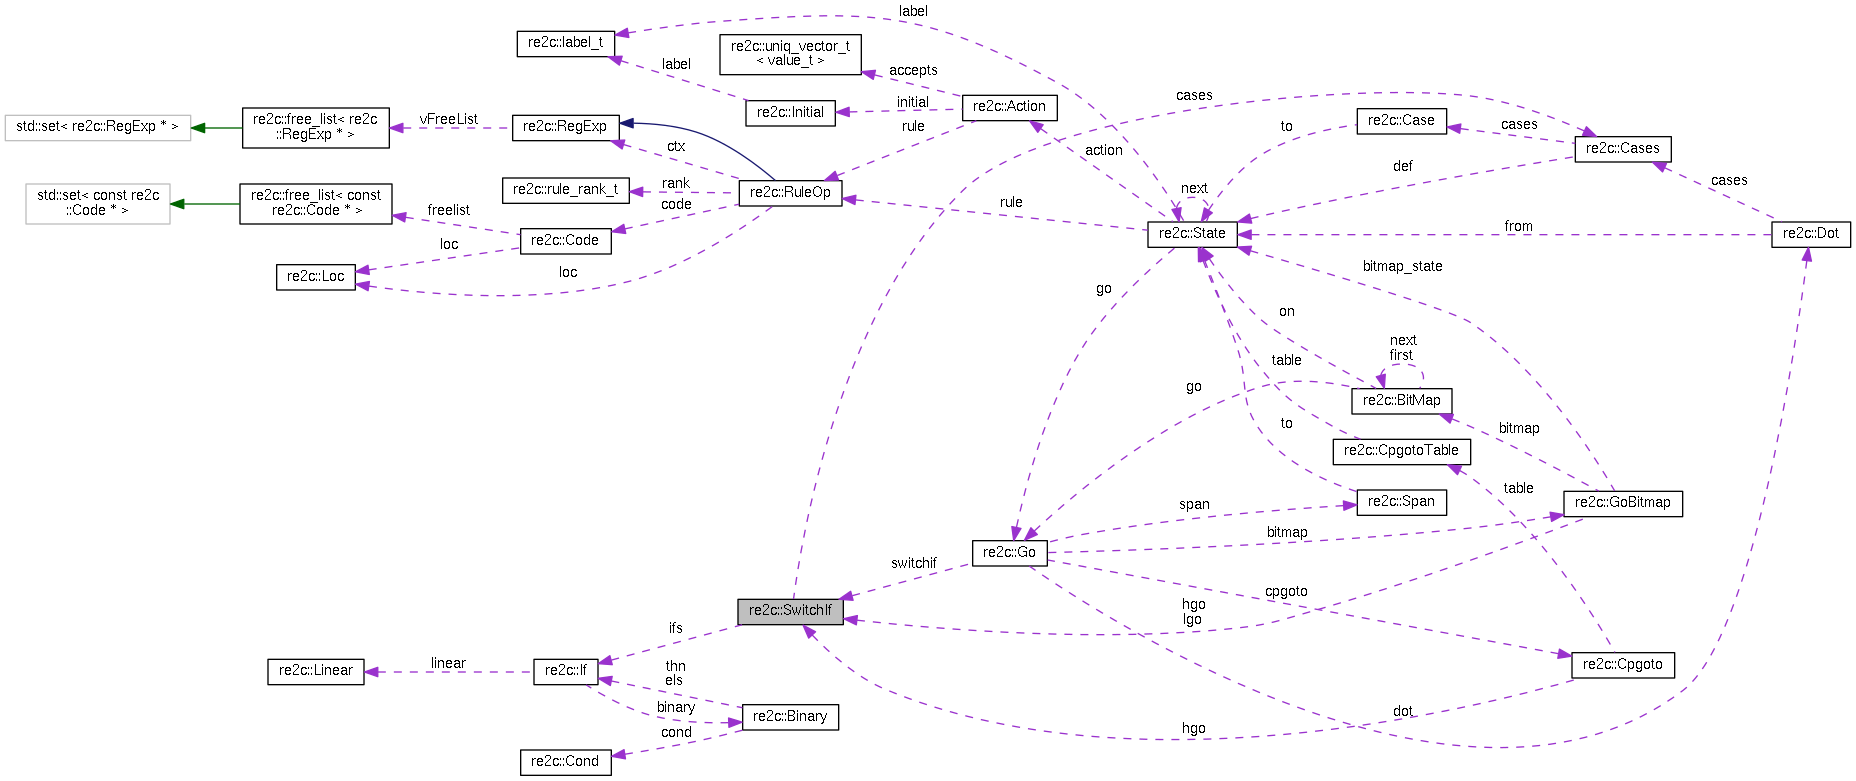 label
re2c::label_t
re2c::uniq_vector_t
< value_t >
label
accepts
cases
re2c::Initial
initial
re2c::Action
re2c::Case
to
cases
re2c::Cases
std::set< re2c::RegExp * >
re2c::free_list< re2c
::RegExp * >
vFreeList
re2c::RegExp
rule
ctx
action
def
cases
std::set< const re2c
::Code * >
re2c::free_list< const
re2c::Code * >
freelist
re2c::rule_rank_t
rank
code
re2c::RuleOp
rule
next
re2c::State
from
re2c::Dot
re2c::Code
loc
re2c::Loc
loc
go
bitmap_state
on
next
first
table
go
re2c::BitMap
to
bitmap
re2c::CpgotoTable
table
span
re2c::Span
re2c::GoBitmap
bitmap
re2c::Go
switchif
cpgoto
re2c::SwitchIf
hgo
lgo
ifs
re2c::Linear
linear
re2c::If
thn
els
re2c::Cpgoto
binary
re2c::Binary
dot
cond
hgo
re2c::Cond